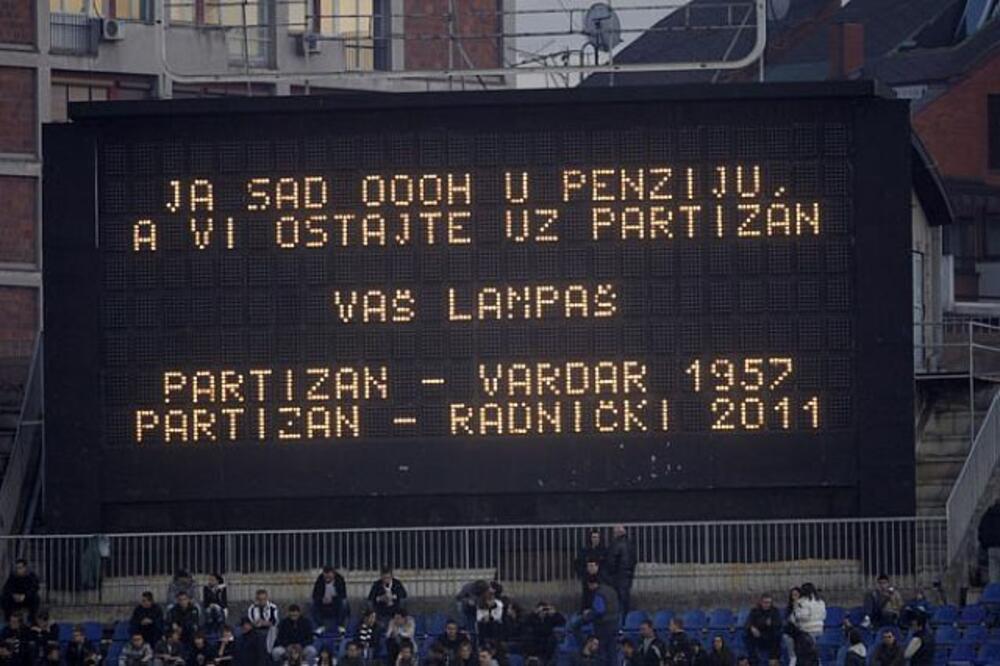 JA SAD OOOH U PENZIJU,
A VI OSTAJTE UZ PARTIZAN
VAŠ LAMPAŠ
PARTIZAN - VARDAR 1957
PARTIZAN - RADNIČKI 2011